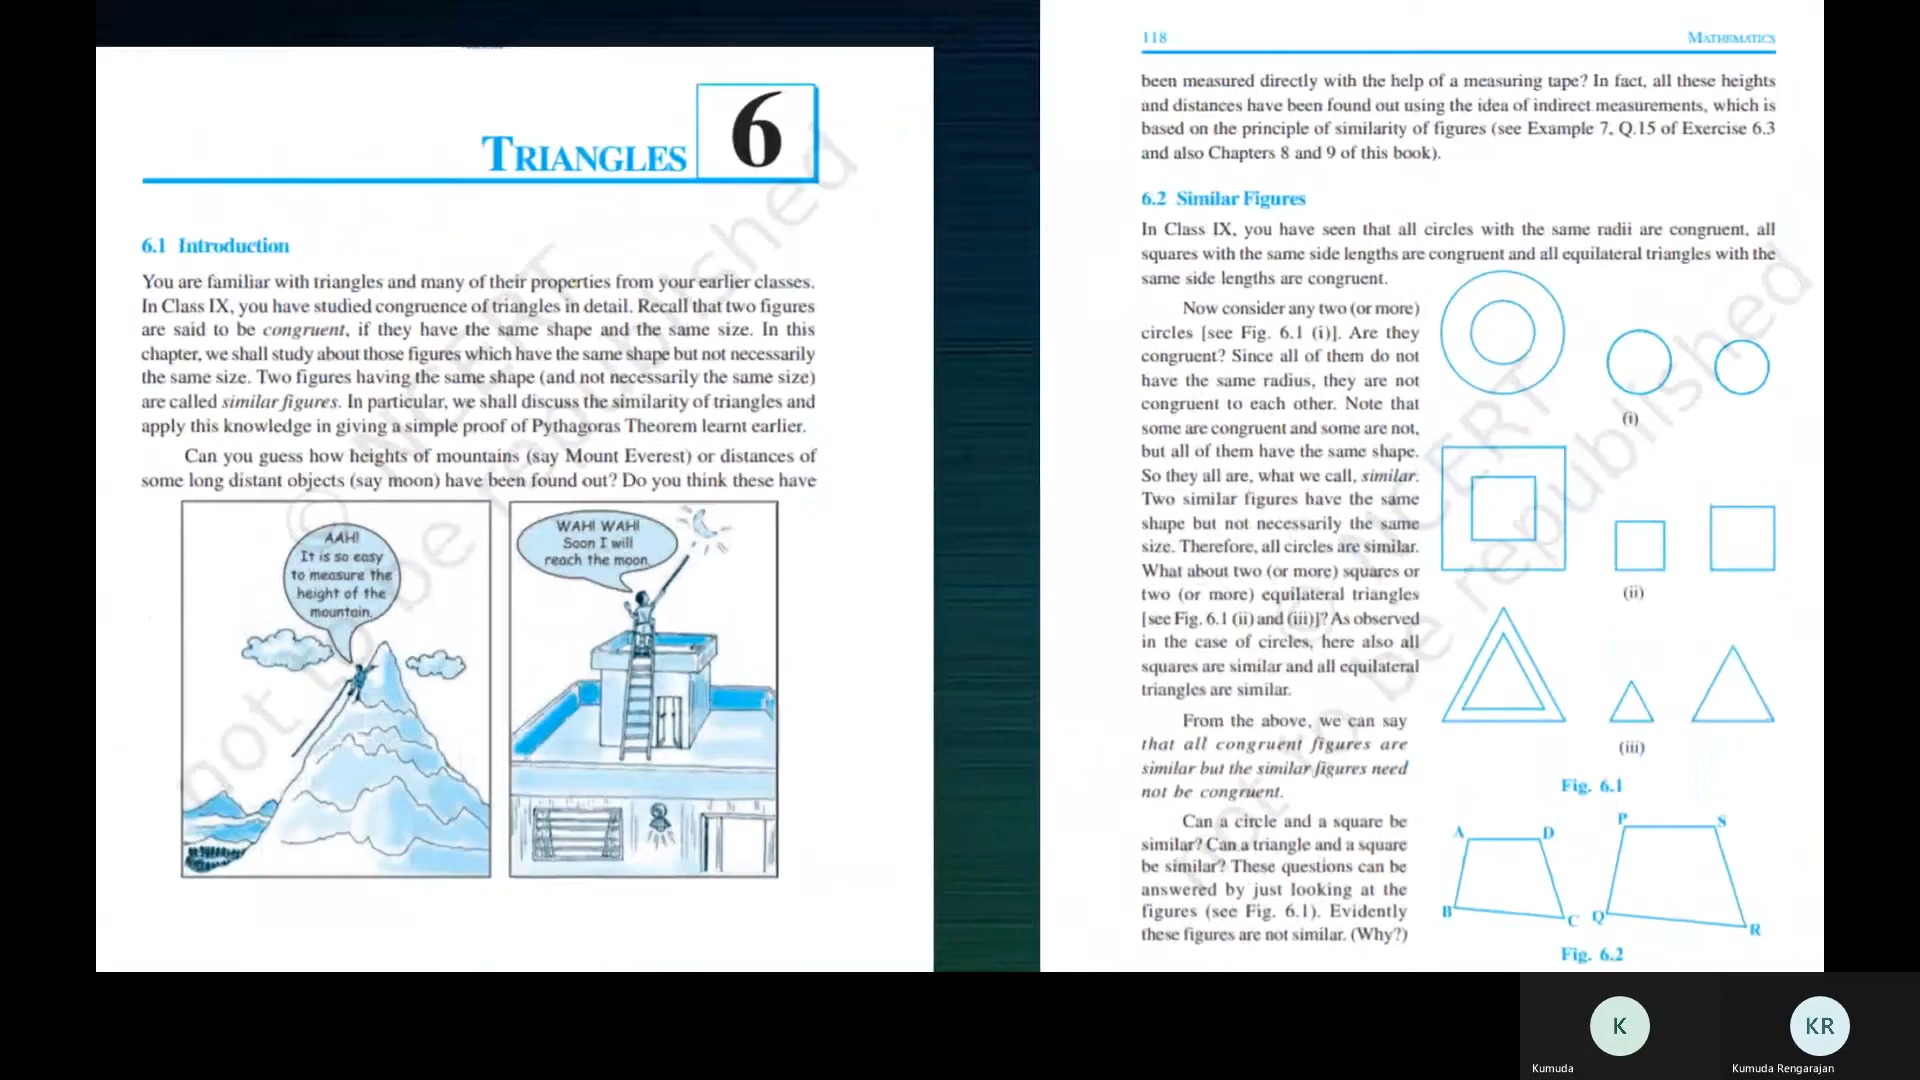 TRIANGLES 6
6.1 Introduction
You are familiar with triangles and many of their properties from your earlier classes.
In Class IX, you have studied congruence of triangles in detail. Recall that two figures
are said to be congruent, if they have the same shape and the same size. In this
chapter, we shall study about those figures which have the same shape but not necessarily
the same size. Two figures having the same shape (and not necessarily the same size)
are called similar figures. In particular, we shall discuss the similarity of triangles and
apply this knowledge in giving a simple proof of Pythagoras Theorem learnt earlier.
Can you guess how heights of mountains (say Mount Everest) or distances of
some long distant objects (say moon) have been found out? Do you think these have
AAH!
It is so easy
to measure the
height of the
mountain.
WAH! WAH!
Soon I will
reach the moon.
© NCERT
not to be republished
118 MATHEMATICS
been measured directly with the help of a measuring tape? In fact, all these heights
and distances have been found out using the idea of indirect measurements, which is
based on the principle of similarity of figures (see Example 7, Q.15 of Exercise 6.3
and also Chapters 8 and 9 of this book).
6.2 Similar Figures
In Class IX, you have seen that all circles with the same radii are congruent, all
squares with the same side lengths are congruent and all equilateral triangles with the
same side lengths are congruent.
Now consider any two (or more)
circles [see Fig. 6.1 (i)]. Are they
congruent? Since all of them do not
have the same radius, they are not
congruent to each other. Note that
some are congruent and some are not,
but all of them have the same shape.
So they all are, what we call, similar.
Two similar figures have the same
shape but not necessarily the same
size. Therefore, all circles are similar.
What about two (or more) squares or
two (or more) equilateral triangles
[see Fig. 6.1 (ii) and (iii)]? As observed
in the case of circles, here also all
squares are similar and all equilateral
triangles are similar.
From the above, we can say
that all congruent figures are
similar but the similar figures need
not be congruent.
Can a circle and a square be
similar? Can a triangle and a square
be similar? These questions can be
answered by just looking at the
figures (see Fig. 6.1). Evidently
these figures are not similar. (Why?)
(i)
(ii)
(iii)
Fig. 6.1
A D P S
B C Q R
Fig. 6.2
© NCERT
not to be republished
K KR
Kumuda Kumuda Rengarajan